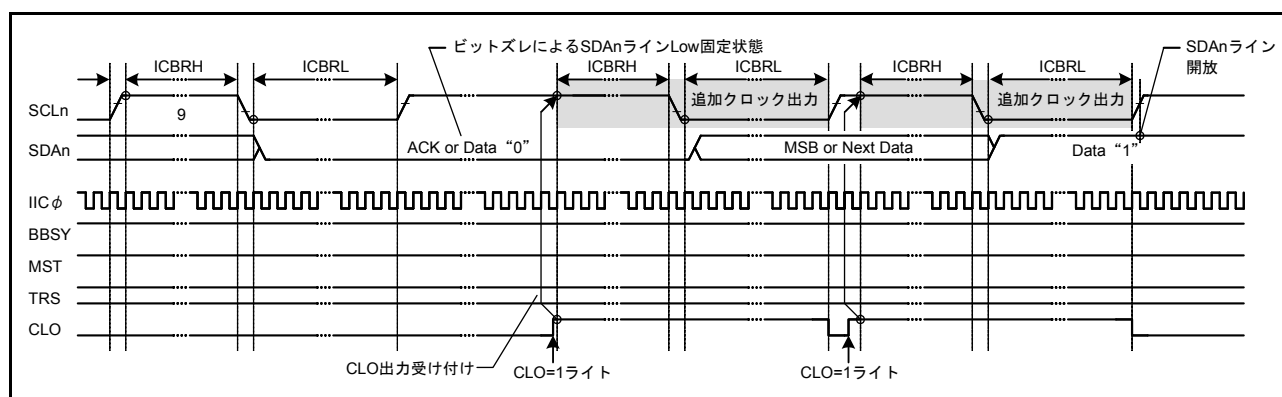 ビットズレによるSDAnラインLow固定状態
SDAnライン
開放
ICBRH
ICBRL
ICBRH
ICBRL
ICBRH
ICBRL
SCLn
9
追加クロック出力
追加クロック出力
SDAn
ACK or Data “0”
MSB or Next Data
Data “1”
IICφ
BBSY
MST
TRS
CLO
CLO出力受け付け
CLO=1ライト
CLO=1ライト